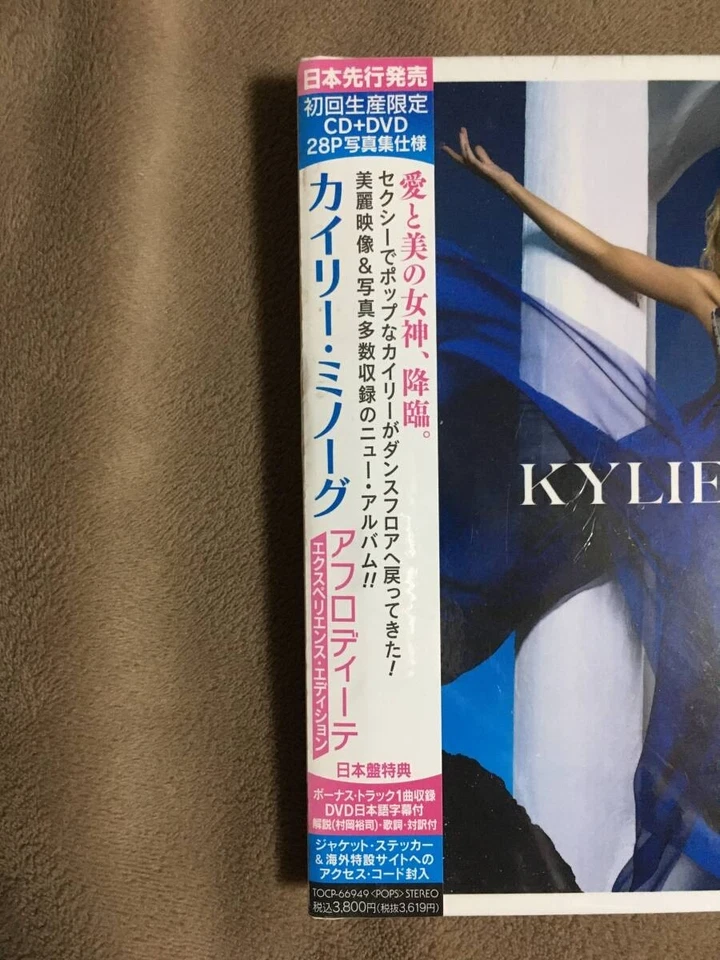 日本先行発売
初回生産限定
CD+DVD
28P写真集仕様
愛と美の女神、降臨。
セクシーでポップなカイリーがダンスフロアへ戻ってきた!
美麗映像&写真多数収録のニュー・アルバム!!
カイリー・ミノーグ
アフロディーテ
エクスペリエンス・エディション
日本盤特典
ボーナス・トラック1曲収録
DVD日本語字幕付
解説(村岡裕司)・歌詞・対訳付
ジャケット・ステッカー
&海外特設サイトへの
アクセス・コード封入
TOCP-66949 <POPS> STEREO
税込3,800円(税抜3,619円)
KYLIE